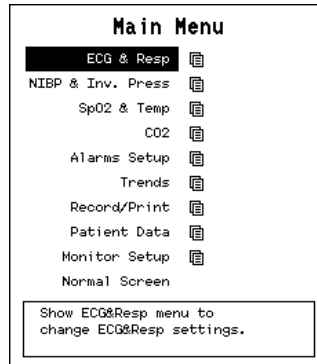 Main Menu
ECG & Resp
NIBP & Inv. Press
SpO2 & Temp
CO2
Alarms Setup
Trends
Record/Print
Patient Data
Monitor Setup
Normal Screen
Show ECG&Resp menu to
change ECG&Resp settings.